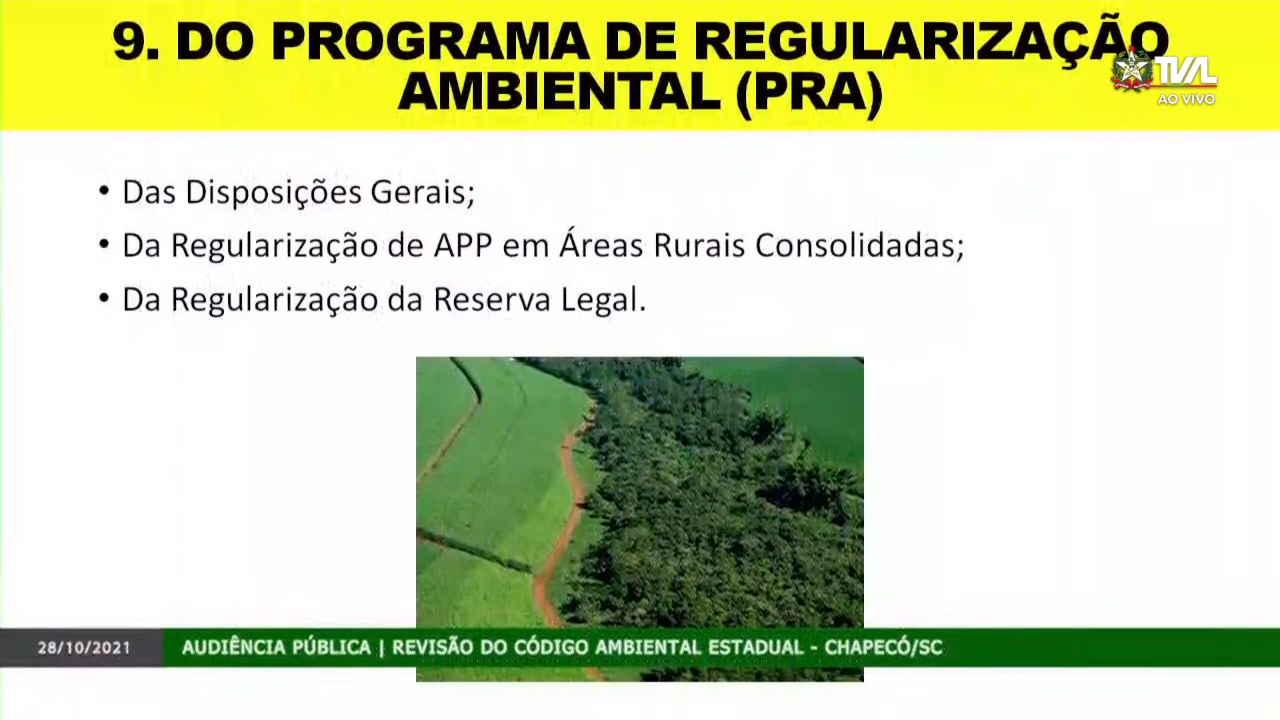 9. DO PROGRAMA DE REGULARIZAÇÃO
AMBIENTAL (PRA)
TVAL
AO VIVO
• Das Disposições Gerais;
• Da Regularização de APP em Áreas Rurais Consolidadas;
• Da Regularização da Reserva Legal.
28/10/2021 AUDIÊNCIA PÚBLICA | REVISÃO DO CÓDIGO AMBIENTAL ESTADUAL - CHAPECÓ/SC